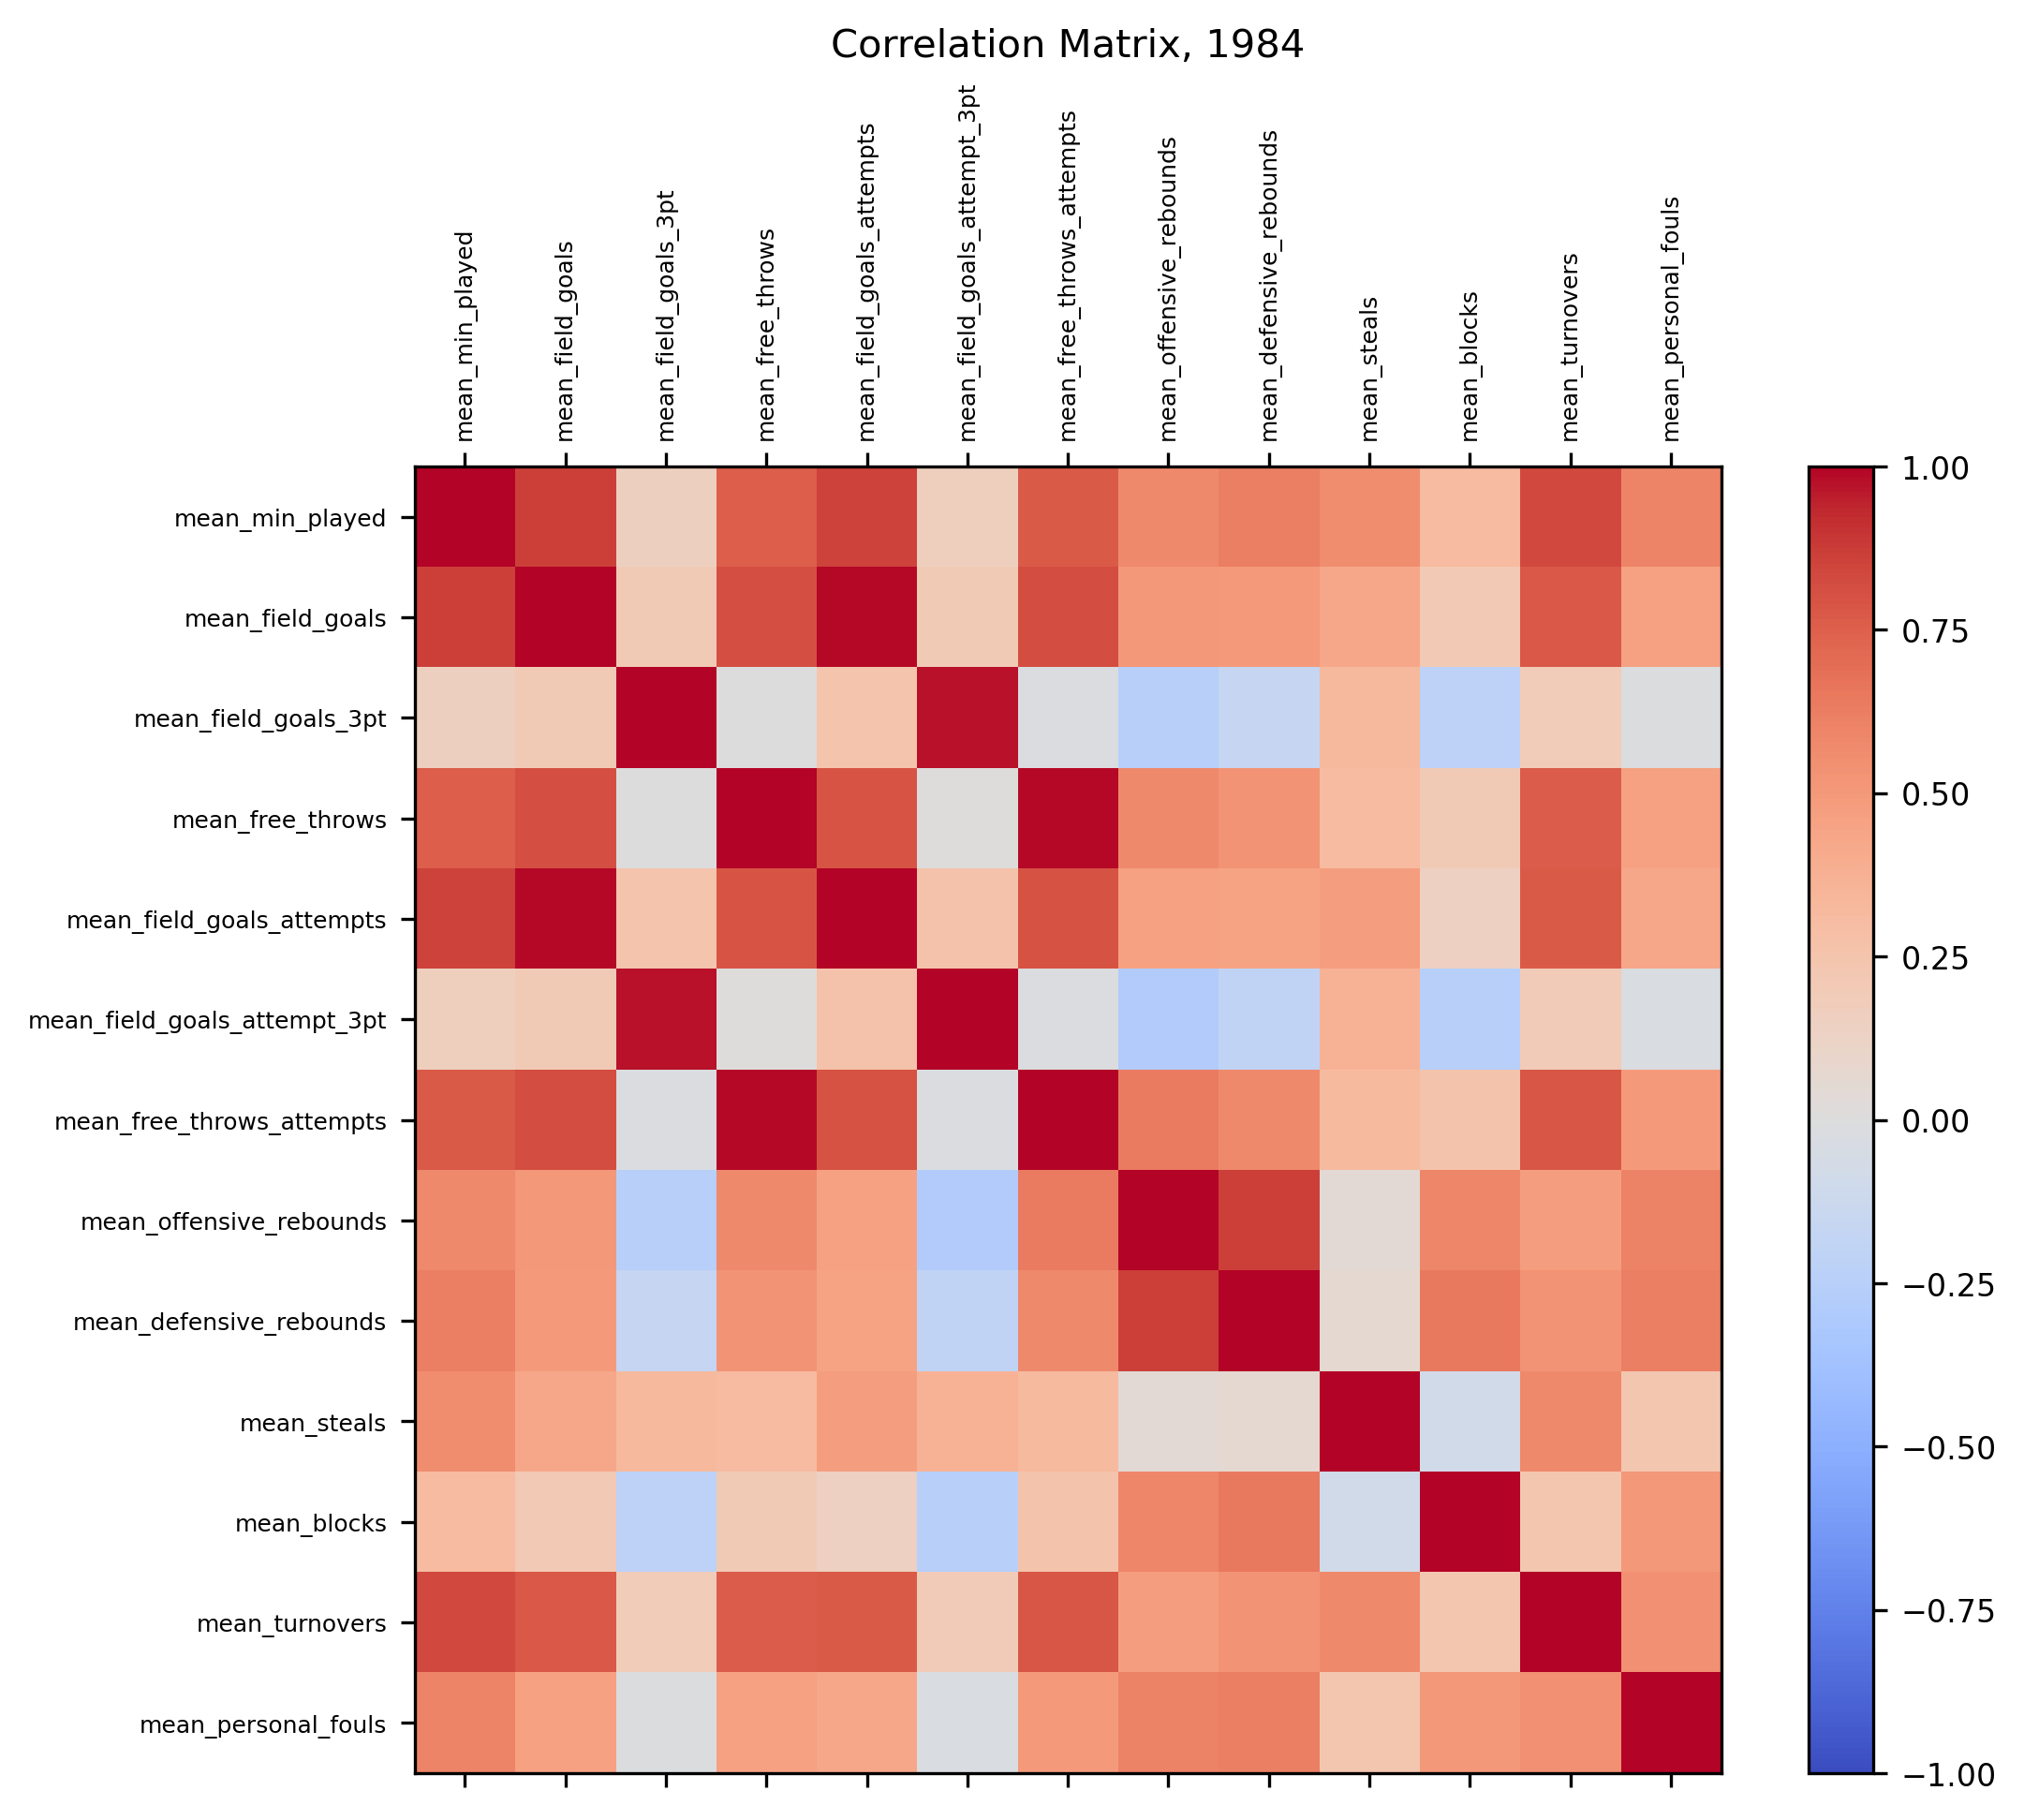 Correlation Matrix, 1984
mean_min_played
mean_field_goals
mean_field_goals_3pt
mean_free_throws
mean_field_goals_attempts
mean_field_goals_attempt_3pt
mean_free_throws_attempts
mean_offensive_rebounds
mean_defensive_rebounds
mean_steals
mean_blocks
mean_turnovers
mean_personal_fouls
mean_min_played
mean_field_goals
mean_field_goals_3pt
mean_free_throws
mean_field_goals_attempts
mean_field_goals_attempt_3pt
mean_free_throws_attempts
mean_offensive_rebounds
mean_defensive_rebounds
mean_steals
mean_blocks
mean_turnovers
mean_personal_fouls
1.00
0.75
0.50
0.25
0.00
−0.25
−0.50
−0.75
−1.00